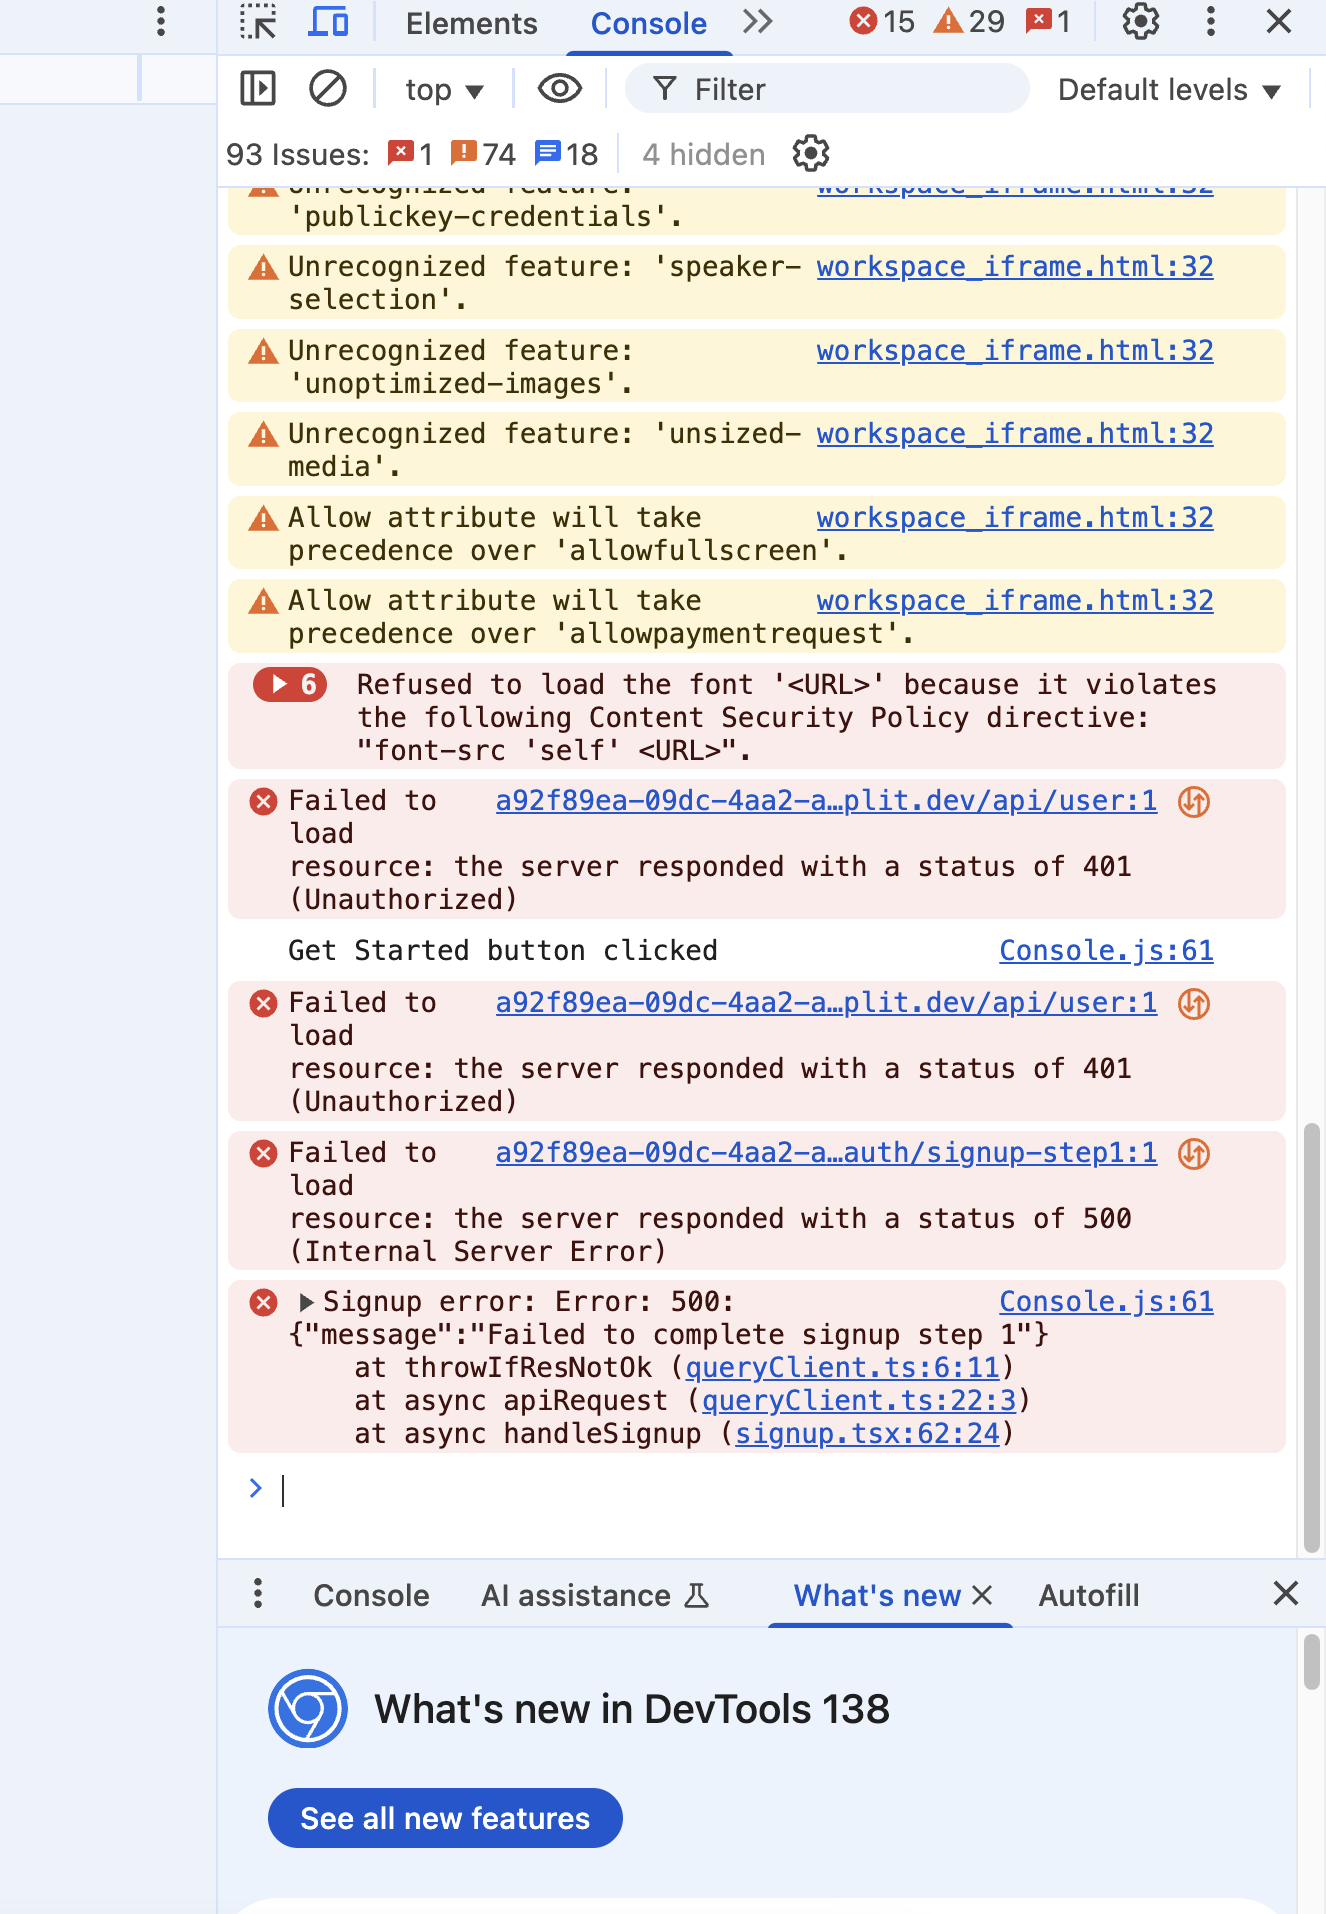 Elements
Console
15
29
1
top
Filter
Default levels
93 Issues:
1
74
18
4 hidden
Unrecognized feature:
workspace_iframe.html:32
'publickey-credentials'.
Unrecognized feature: 'speaker-
workspace_iframe.html:32
selection'.
Unrecognized feature:
workspace_iframe.html:32
'unoptimized-images'.
Unrecognized feature: 'unsized-
workspace_iframe.html:32
media'.
Allow attribute will take
workspace_iframe.html:32
precedence over 'allowfullscreen'.
Allow attribute will take
workspace_iframe.html:32
precedence over 'allowpaymentrequest'.
6
Refused to load the font '<URL>' because it violates
the following Content Security Policy directive:
"font-src 'self' <URL>".
Failed to
a92f89ea-09dc-4aa2-a…plit.dev/api/user:1
load
resource: the server responded with a status of 401
(Unauthorized)
Get Started button clicked
Console.js:61
Failed to
a92f89ea-09dc-4aa2-a…plit.dev/api/user:1
load
resource: the server responded with a status of 401
(Unauthorized)
Failed to
a92f89ea-09dc-4aa2-a…auth/signup-step1:1
load
resource: the server responded with a status of 500
(Internal Server Error)
Signup error: Error: 500:
Console.js:61
{"message":"Failed to complete signup step 1"}
at throwIfResNotOk (queryClient.ts:6:11)
at async apiRequest (queryClient.ts:22:3)
at async handleSignup (signup.tsx:62:24)
Console
AI assistance
What's new
Autofill
What's new in DevTools 138
See all new features